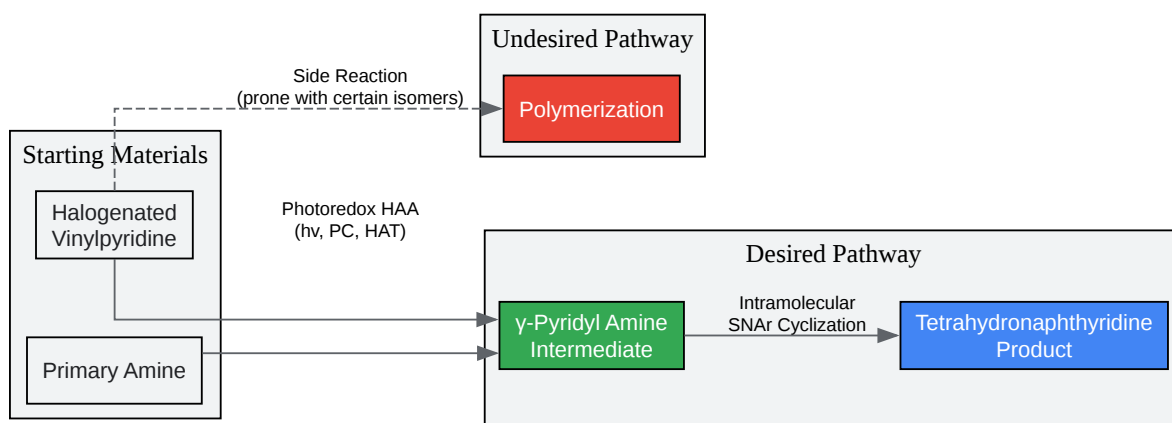 Undesired Pathway
Side Reaction
(prone with certain isomers)
Polymerization
Starting Materials
Halogenated
Vinylpyridine
Photoredox HAA
(hv, PC, HAT)
Desired Pathway
γ-Pyridyl Amine
Intermediate
Intramolecular
SNAr Cyclization
Tetrahydronaphthyridine
Product
Primary Amine